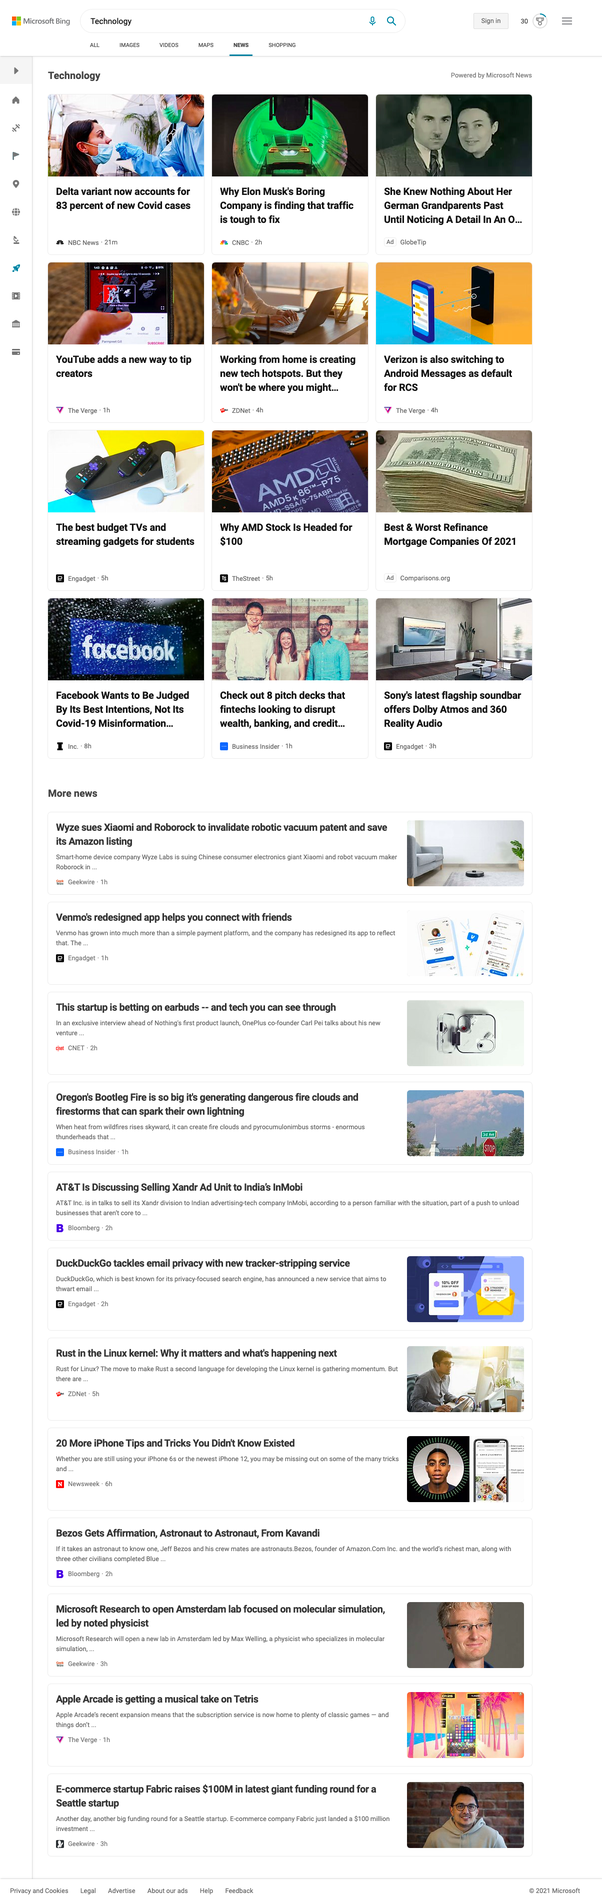 Microsoft Bing
Technology
Sign in
30
ALL
IMAGES
VIDEOS
MAPS
NEWS
SHOPPING
Technology
Powered by Microsoft News
Delta variant now accounts for
83 percent of new Covid cases
NBC News · 21m
Why Elon Musk's Boring
Company is finding that traffic
is tough to fix
CNBC · 2h
She Knew Nothing About Her
German Grandparents Past
Until Noticing A Detail In An O...
Ad GlobeTip
YouTube adds a new way to tip
creators
The Verge · 1h
Working from home is creating
new tech hotspots. But they
won't be where you might...
ZDNet · 4h
Verizon is also switching to
Android Messages as default
for RCS
The Verge · 4h
The best budget TVs and
streaming gadgets for students
Engadget · 5h
AMD
AMD5K86™-P75
SSA/5-75ABR
Why AMD Stock Is Headed for
$100
TheStreet · 5h
Best & Worst Refinance
Mortgage Companies Of 2021
Ad Comparisons.org
facebook
Facebook Wants to Be Judged
By Its Best Intentions, Not Its
Covid-19 Misinformation...
Inc. · 8h
Check out 8 pitch decks that
fintechs looking to disrupt
wealth, banking, and credit...
Business Insider · 1h
Sony's latest flagship soundbar
offers Dolby Atmos and 360
Reality Audio
Engadget · 3h
More news
Wyze sues Xiaomi and Roborock to invalidate robotic vacuum patent and save
its Amazon listing
Smart-home device company Wyze Labs is suing Chinese consumer electronics giant Xiaomi and robot vacuum maker
Roborock in ...
Geekwire · 1h
Venmo's redesigned app helps you connect with friends
Venmo has grown into much more than a simple payment platform, and the company has redesigned its app to reflect
that. The ...
Engadget · 1h
This startup is betting on earbuds -- and tech you can see through
In an exclusive interview ahead of Nothing's first product launch, OnePlus co-founder Carl Pei talks about his new
venture ...
CNET · 2h
Oregon's Bootleg Fire is so big it's generating dangerous fire clouds and
firestorms that can spark their own lightning
When heat from wildfires rises skyward, it can create fire clouds and pyrocumulonimbus storms - enormous
thunderheads that ...
Business Insider · 1h
STOP
AT&T Is Discussing Selling Xandr Ad Unit to India's InMobi
AT&T Inc. is in talks to sell its Xandr division to Indian advertising-tech company InMobi, according to a person familiar with the situation, part of a push to unload
businesses that aren't core to ...
Bloomberg · 2h
DuckDuckGo tackles email privacy with new tracker-stripping service
DuckDuckGo, which is best known for its privacy-focused search engine, has announced a new service that aims to
thwart email ...
Engadget · 2h
10% OFF
Rust in the Linux kernel: Why it matters and what's happening next
Rust for Linux? The move to make Rust a second language for developing the Linux kernel is gathering momentum. But
there are ...
ZDNet · 5h
20 More iPhone Tips and Tricks You Didn't Know Existed
Whether you are still using your iPhone 6s or the newest iPhone 12, you may be missing out on some of the many tricks
and ...
Newsweek · 6h
Bezos Gets Affirmation, Astronaut to Astronaut, From Kavandi
If it takes an astronaut to know one, Jeff Bezos and his crew mates are astronauts.Bezos, founder of Amazon.Com Inc. and the world's richest man, along with
three other civilians completed Blue ...
Bloomberg · 2h
Microsoft Research to open Amsterdam lab focused on molecular simulation,
led by noted physicist
Microsoft Research will open a new lab in Amsterdam led by Max Welling, a physicist who specializes in molecular
simulation, ...
Geekwire · 3h
Apple Arcade is getting a musical take on Tetris
Apple Arcade's recent expansion means that the subscription service is now home to plenty of classic games — and
things don't ...
The Verge · 1h
E-commerce startup Fabric raises $100M in latest giant funding round for a
Seattle startup
Another day, another big funding round for a Seattle startup. E-commerce company Fabric just landed a $100 million
investment ...
Geekwire · 3h
Privacy and Cookies
Legal
Advertise
About our ads
Help
Feedback
© 2021 Microsoft